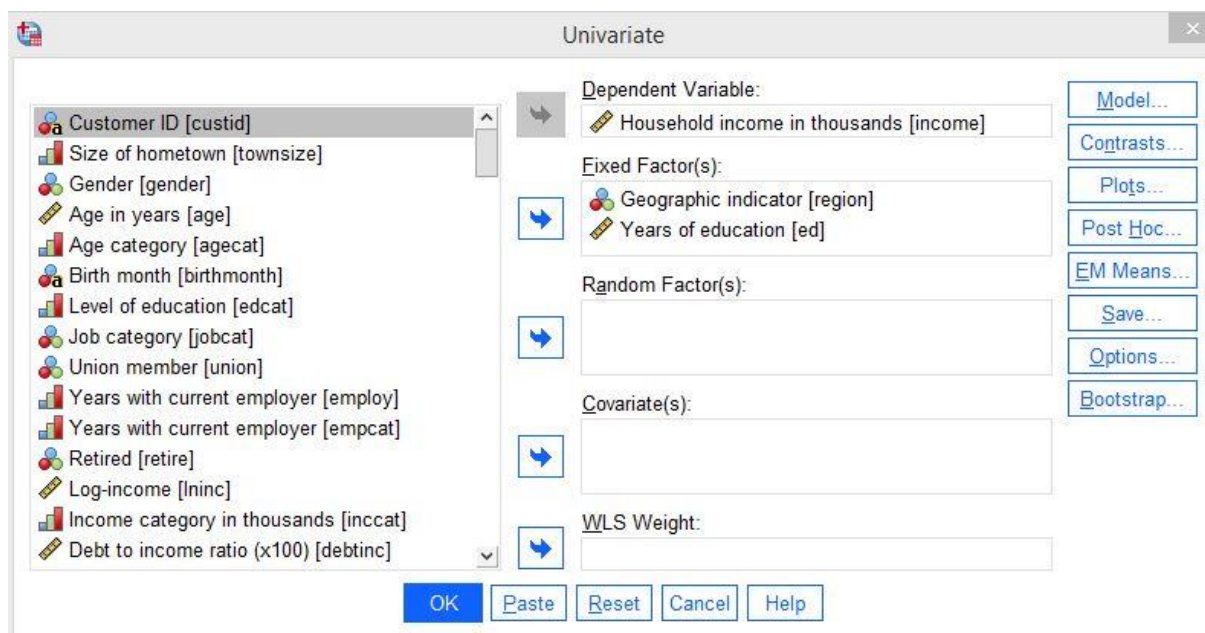 Univariate
Customer ID [custid]
Size of hometown [townsize]
Gender [gender]
Age in years [age]
Age category [agecat]
Birth month [birthmonth]
Level of education [edcat]
Job category [jobcat]
Union member [union]
Years with current employer [employ]
Years with current employer [empcat]
Retired [retire]
Log-income [lninc]
Income category in thousands [inccat]
Debt to income ratio (x100) [debtinc]
Dependent Variable:
Household income in thousands [income]
Fixed Factor(s):
Geographic indicator [region]
Years of education [ed]
Random Factor(s):
Covariate(s):
WLS Weight:
Model...
Contrasts...
Plots...
Post Hoc...
EM Means...
Save...
Options...
Bootstrap...
OK Paste Reset Cancel Help